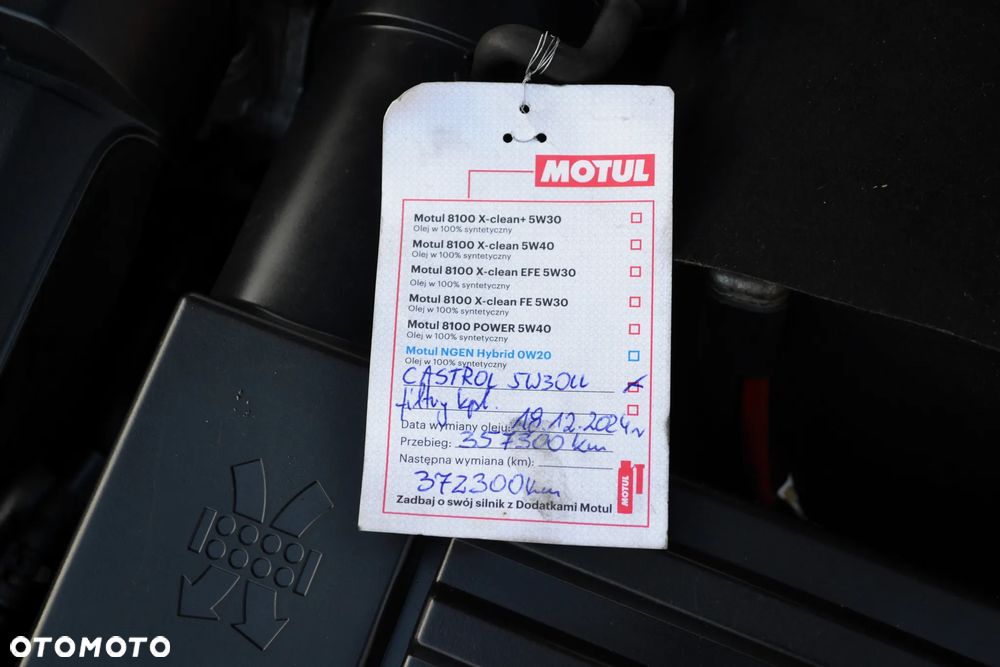 MOTUL
Motul 8100 X-clean+ 5W30
Olej w 100% syntetyczny
Motul 8100 X-clean 5W40
Olej w 100% syntetyczny
Motul 8100 X-clean EFE 5W30
Olej w 100% syntetyczny
Motul 8100 X-clean FE 5W30
Olej w 100% syntetyczny
Motul 8100 POWER 5W40
Olej w 100% syntetyczny
Motul NGEN Hybrid 0W20
Olej w 100% syntetyczny
CASTROL 5W30LL
filtry kpl.
Data wymiany oleju: 18.12.2024r
Przebieg: 357300 km
Następna wymiana (km):
372300 km
Zadbaj o swój silnik z Dodatkami Motul
MOTUL
OTOMOTO